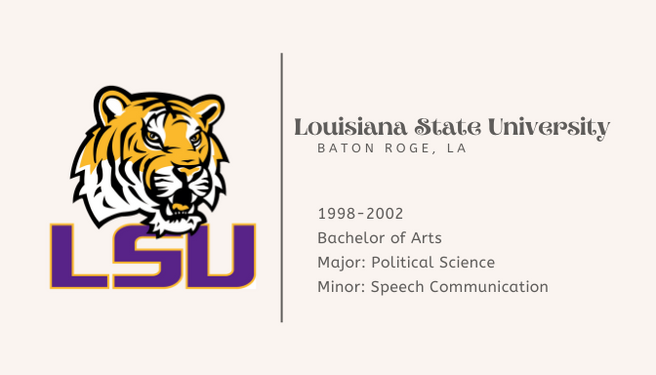 LSU
Louisiana State University
BATON ROGE, LA
1998-2002
Bachelor of Arts
Major: Political Science
Minor: Speech Communication